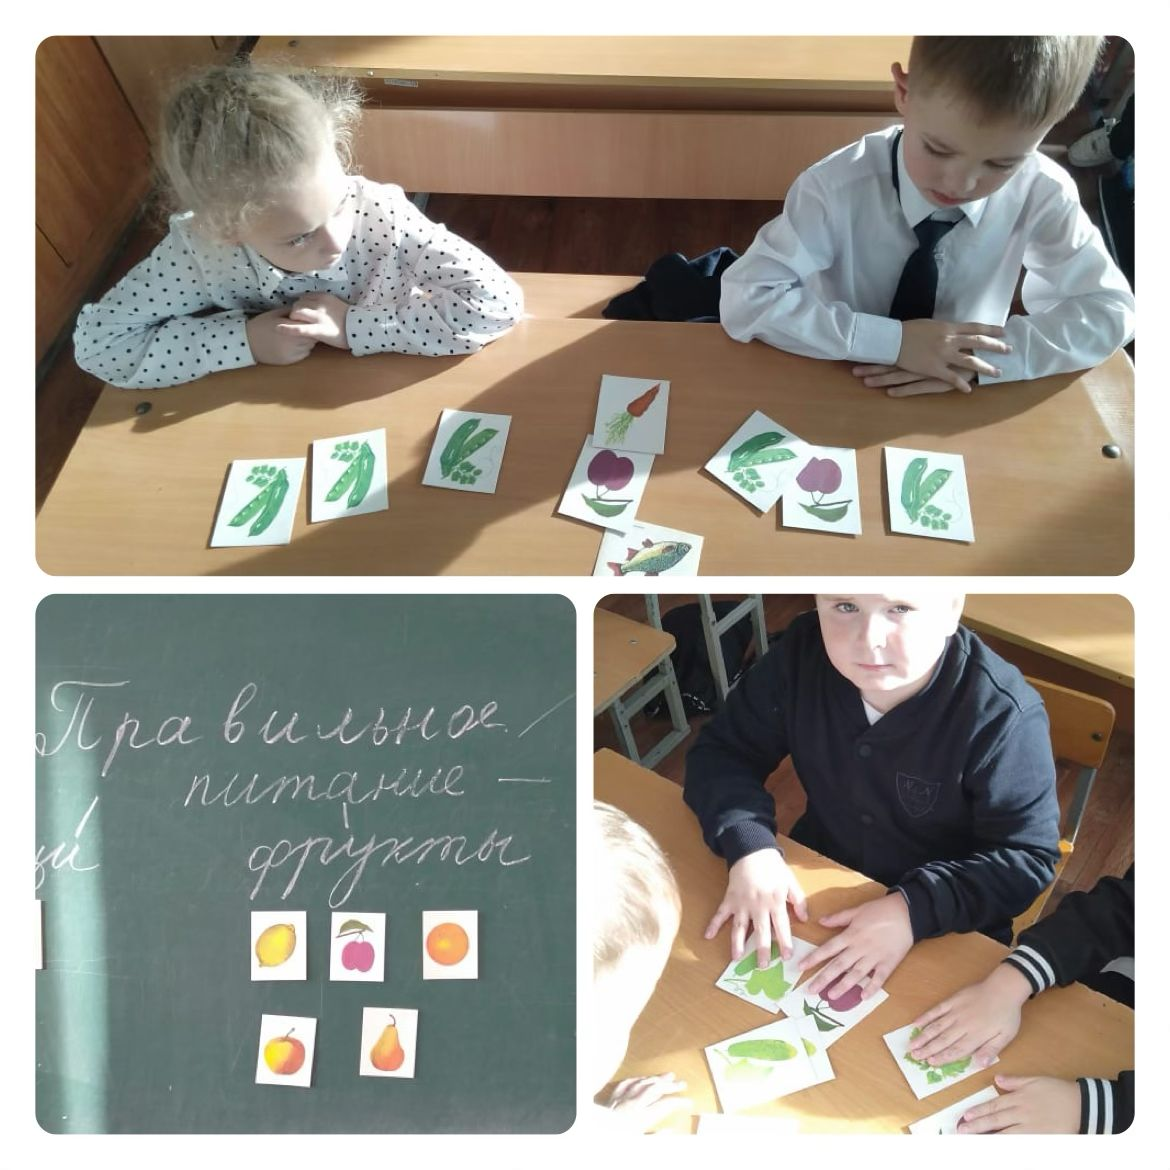 Правильное
питание —
фрукты